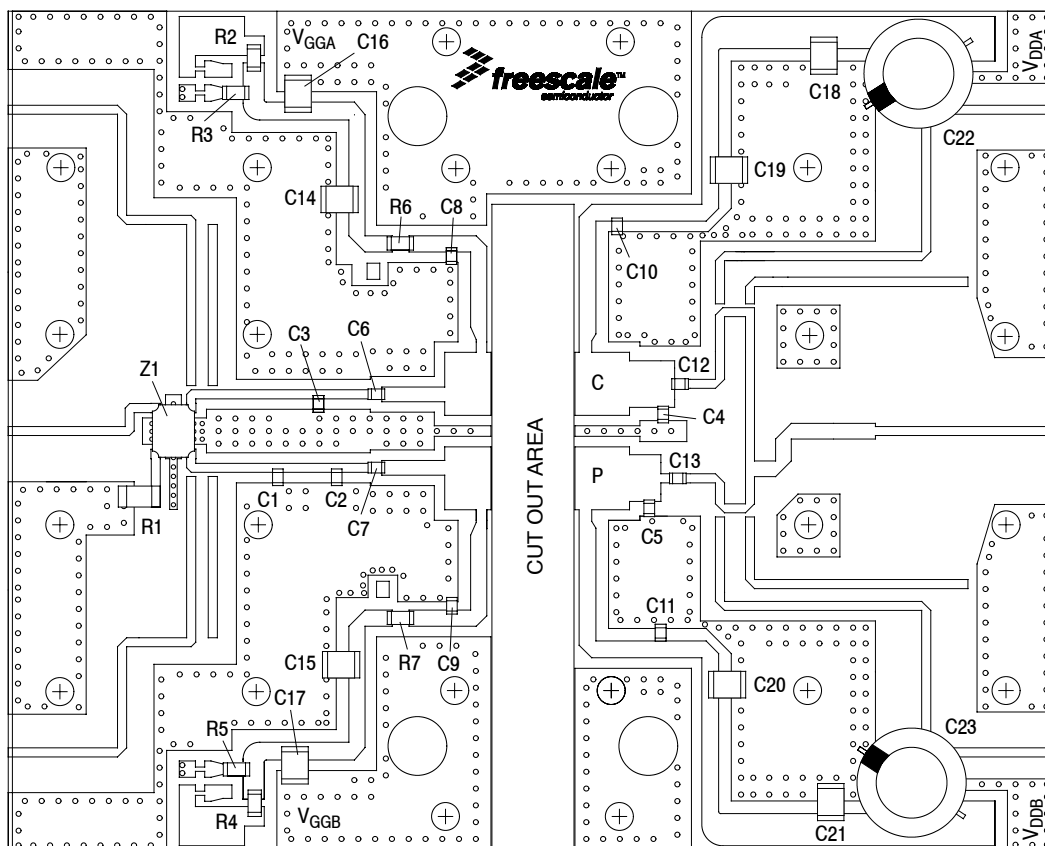 R2
VGGA
C16
freescale™
semiconductor
VDDA
C18
R3
C22
C14
C19
R6
C8
C10
C3
C6
Z1
C12
C
C4
CUT OUT AREA
C13
P
C1
C2
C7
R1
C5
C11
C15
R7
C9
C20
C17
C23
R5
R4
VGGB
C21
VDDB